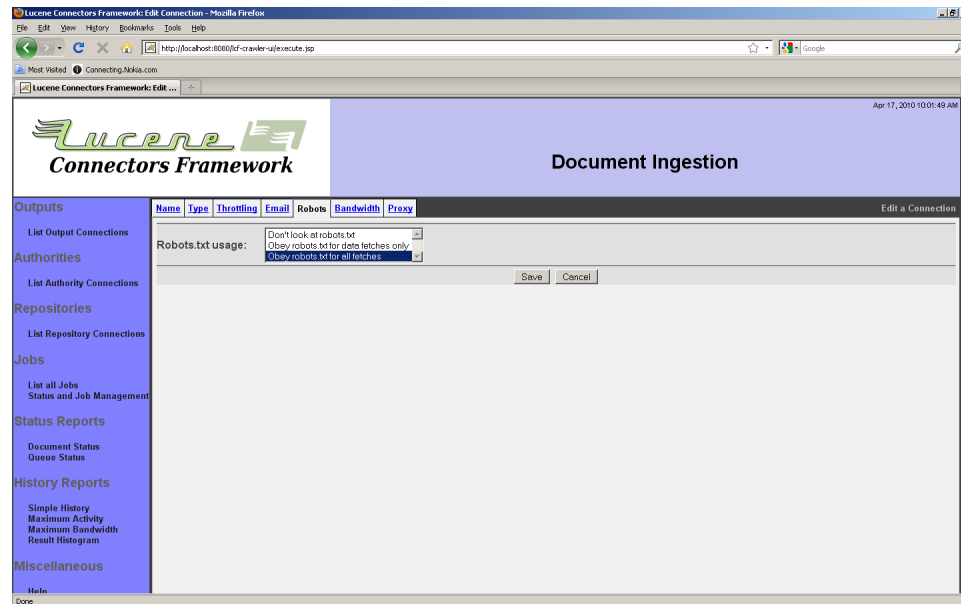 Lucene Connectors Framework: Edit Connection - Mozilla Firefox
File Edit View History Bookmarks Tools Help
http://localhost:8080/lcf-crawler-ui/execute.jsp
Google
Most Visited Connecting.Nokia.com
Lucene Connectors Framework: Edit ...
Apr 17, 2010 10:01:49 AM
Lucene
Connectors Framework
Document Ingestion
Outputs
Name Type Throttling Email Robots Bandwidth Proxy
Edit a Connection
List Output Connections
Robots.txt usage:
Don't look at robots.txt
Obey robots.txt for data fetches only
Obey robots.txt for all fetches
Authorities
Save Cancel
List Authority Connections
Repositories
List Repository Connections
Jobs
List all Jobs
Status and Job Management
Status Reports
Document Status
Queue Status
History Reports
Simple History
Maximum Activity
Maximum Bandwidth
Result Histogram
Miscellaneous
Help
Done